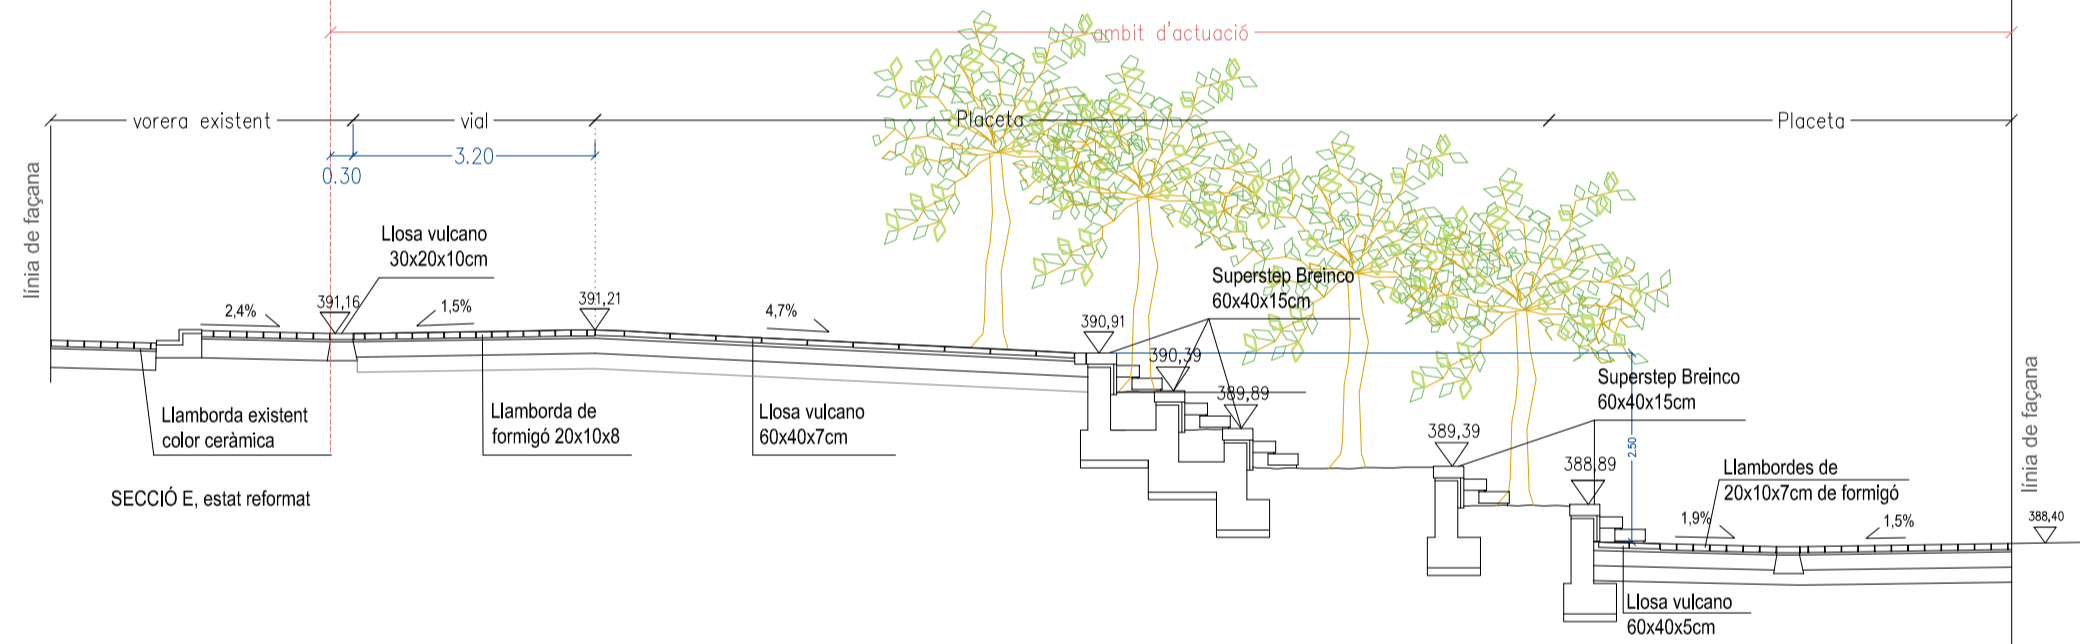 ambit d'actuació
vorera existent
vial
Placeta
Placeta
3.20
0.30
línia de façana
Llosa vulcano
30x20x10cm
2,4%
391,16
1,5%
391,21
4,7%
390,91
390,39
389,89
Superstep Breinco
60x40x15cm
389,39
388,89
Superstep Breinco
60x40x15cm
2.50
línia de façana
Llamborda existent
color ceràmica
Llamborda de
formigó 20x10x8
Llosa vulcano
60x40x7cm
Llambordes de
20x10x7cm de formigó
1,9%
1,5%
388,40
Llosa vulcano
60x40x5cm
SECCIÓ E, estat reformat